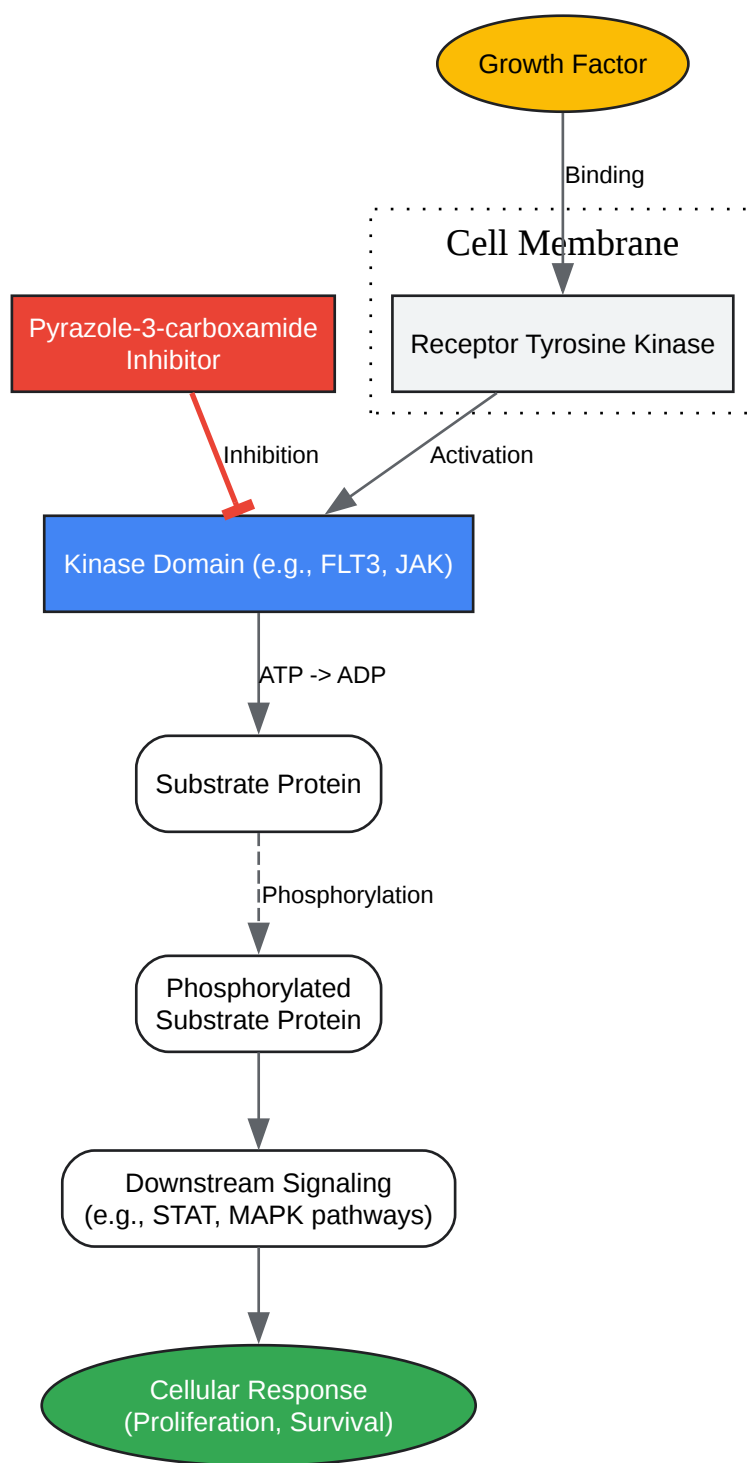 Growth Factor
Binding
Cell Membrane
Pyrazole-3-carboxamide
Inhibitor
Receptor Tyrosine Kinase
Inhibition
Activation
Kinase Domain (e.g., FLT3, JAK)
ATP -> ADP
Substrate Protein
Phosphorylation
Phosphorylated
Substrate Protein
Downstream Signaling
(e.g., STAT, MAPK pathways)
Cellular Response
(Proliferation, Survival)